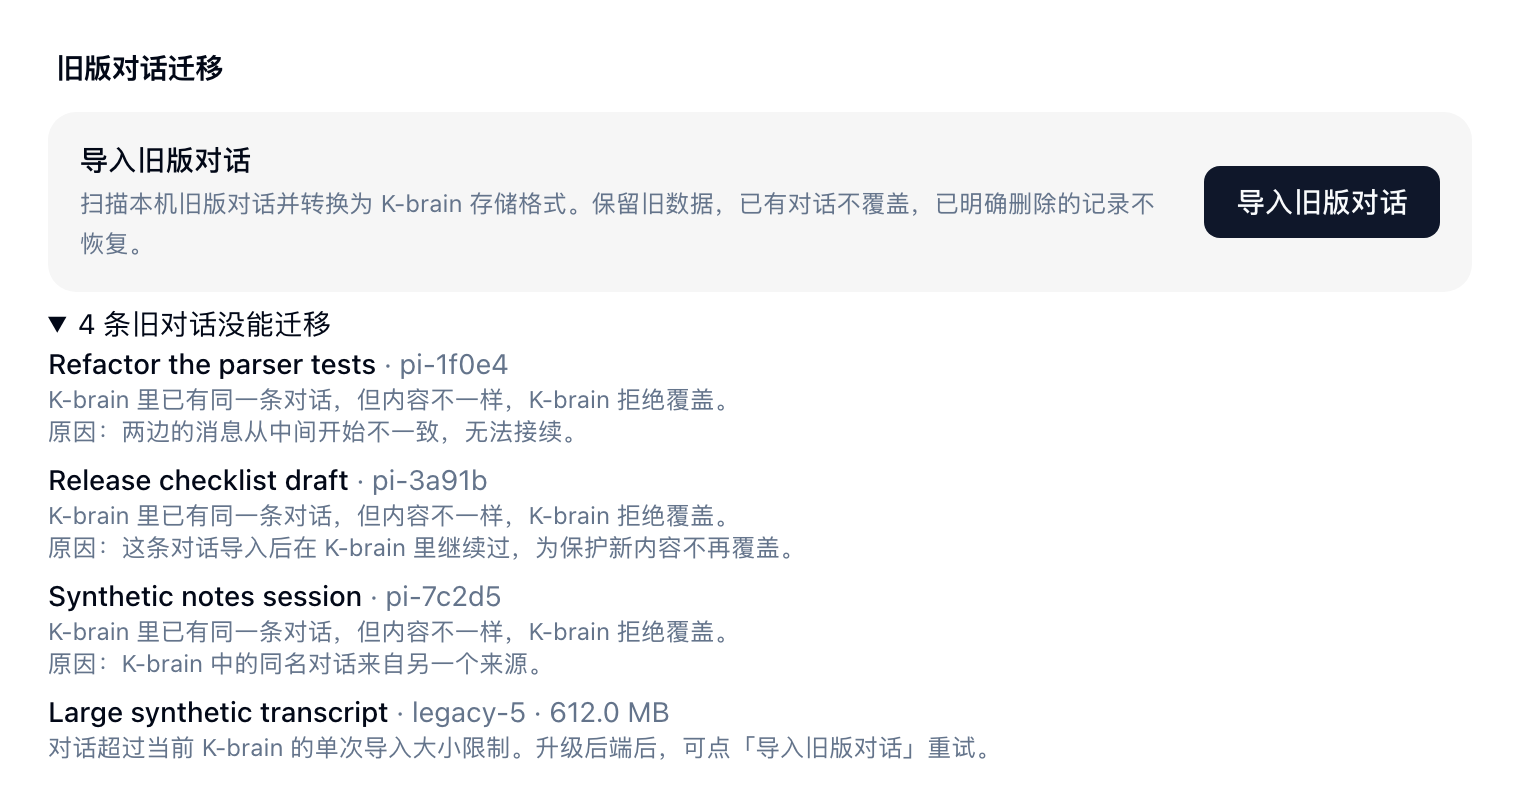 旧版对话迁移
导入旧版对话
扫描本机旧版对话并转换为 K-brain 存储格式。保留旧数据，已有对话不覆盖，已明确删除的记录不
恢复。
导入旧版对话
▼ 4 条旧对话没能迁移
Refactor the parser tests · pi-1f0e4
K-brain 里已有同一条对话，但内容不一样，K-brain 拒绝覆盖。
原因：两边的消息从中间开始不一致，无法接续。
Release checklist draft · pi-3a91b
K-brain 里已有同一条对话，但内容不一样，K-brain 拒绝覆盖。
原因：这条对话导入后在 K-brain 里继续过，为保护新内容不再覆盖。
Synthetic notes session · pi-7c2d5
K-brain 里已有同一条对话，但内容不一样，K-brain 拒绝覆盖。
原因：K-brain 中的同名对话来自另一个来源。
Large synthetic transcript · legacy-5 · 612.0 MB
对话超过当前 K-brain 的单次导入大小限制。升级后端后，可点「导入旧版对话」重试。